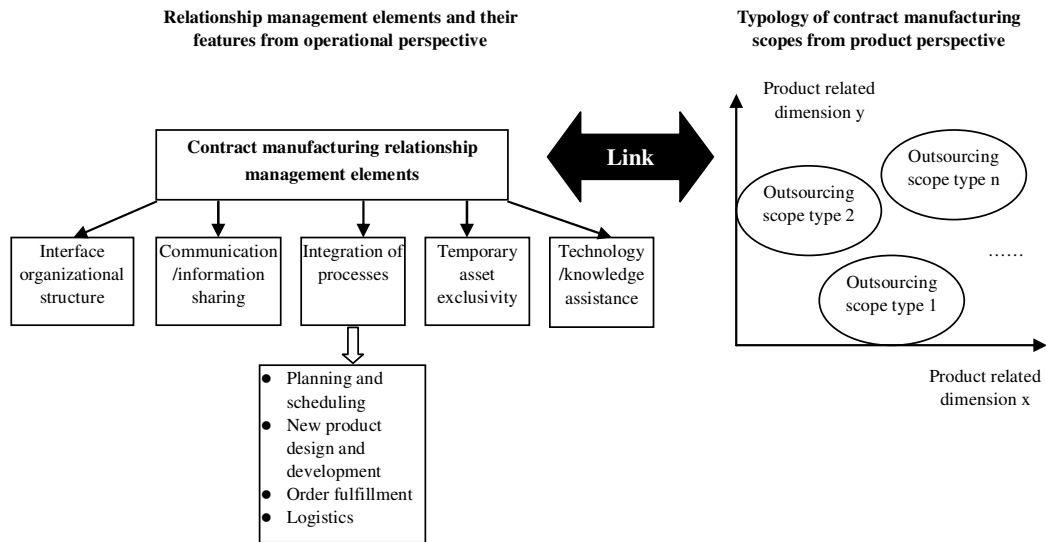 Relationship management elements and their
features from operational perspective
Typology of contract manufacturing
scopes from product perspective
Contract manufacturing relationship
management elements
Link
Product related
dimension y
Outsourcing
scope type n
Outsourcing
scope type 2
……
Outsourcing
scope type 1
Product related
dimension x
Interface
organizational
structure
Communication
/information
sharing
Integration of
processes
Temporary
asset
exclusivity
Technology
/knowledge
assistance
● Planning and
scheduling
● New product
design and
development
● Order fulfillment
● Logistics